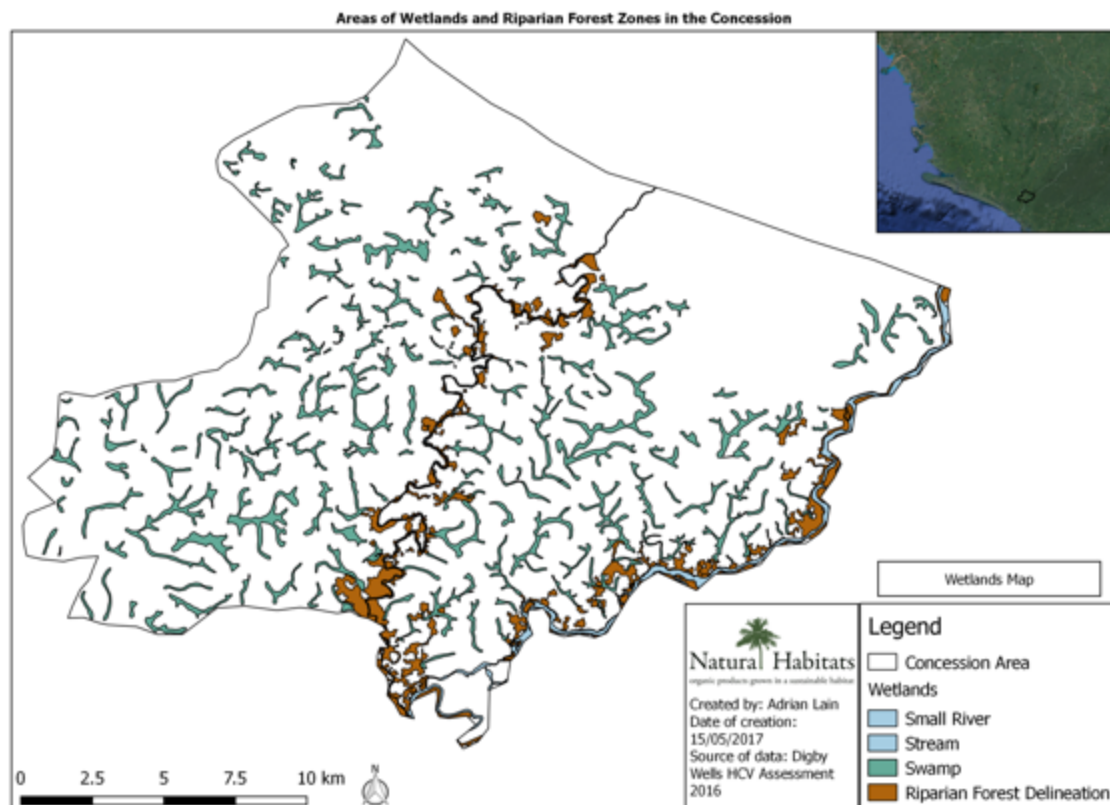 Areas of Wetlands and Riparian Forest Zones in the Concession
Wetlands Map
Natural Habitats
organic products grown in a sustainable habitat
Created by: Adrian Lain
Date of creation:
15/05/2017
Source of data: Digby
Wells HCV Assessment
2016
Legend
Concession Area
Wetlands
Small River
Stream
Swamp
Riparian Forest Delineation
0 2.5 5 7.5 10 km
N